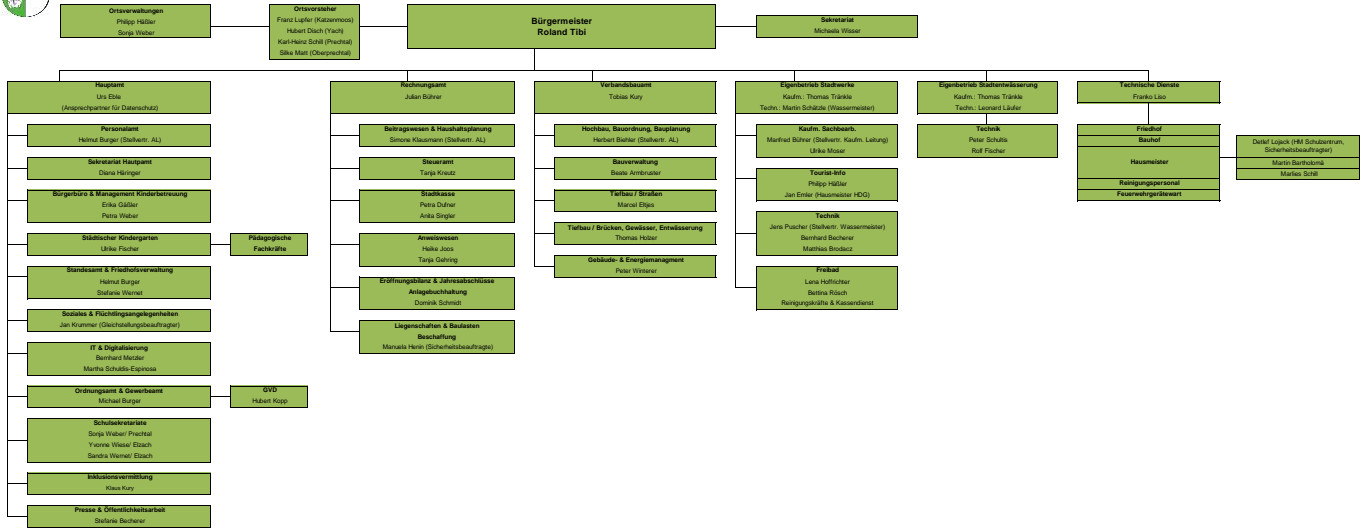 Ortsverwaltungen
Philipp Häßler
Sonja Weber
Ortsvorsteher
Franz Lupfer (Katzenmoos)
Hubert Disch (Yach)
Karl-Heinz Schill (Prechtal)
Silke Matt (Oberprechtal)
Bürgermeister
Roland Tibi
Sekretariat
Michaela Wisser
Hauptamt
Urs Eble
(Ansprechpartner für Datenschutz)
Personalamt
Helmut Burger (Stellvertr. AL)
Sekretariat Hauptamt
Diana Häringer
Bürgerbüro & Management Kinderbetreuung
Erika Gäßler
Petra Weber
Städtischer Kindergarten
Ulrike Fischer
Pädagogische
Fachkräfte
Standesamt & Friedhofsverwaltung
Helmut Burger
Stefanie Wernet
Soziales & Flüchtlingsangelegenheiten
Jan Krummer (Gleichstellungsbeauftragter)
IT & Digitalisierung
Bernhard Metzler
Martha Schuldis-Espinosa
Ordnungsamt & Gewerbeamt
Michael Burger
GVD
Hubert Kopp
Schulsekretariate
Sonja Weber/ Prechtal
Yvonne Wiese/ Elzach
Sandra Wernet/ Elzach
Inklusionsvermittlung
Klaus Kury
Presse & Öffentlichkeitsarbeit
Stefanie Becherer
Rechnungsamt
Julian Bührer
Beitragswesen & Haushaltsplanung
Simone Klausmann (Stellvertr. AL)
Steueramt
Tanja Kreutz
Stadtkasse
Petra Dufner
Anita Singler
Anweiswesen
Heike Joos
Tanja Gehring
Eröffnungsbilanz & Jahresabschlüsse
Anlagebuchhaltung
Dominik Schmidt
Liegenschaften & Baulasten
Beschaffung
Manuela Henin (Sicherheitsbeauftragte)
Verbandsbauamt
Tobias Kury
Hochbau, Bauordnung, Bauplanung
Herbert Biehler (Stellvertr. AL)
Bauverwaltung
Beate Armbruster
Tiefbau / Straßen
Marcel Eltjes
Tiefbau / Brücken, Gewässer, Entwässerung
Thomas Holzer
Gebäude- & Energiemanagment
Peter Winterer
Eigenbetrieb Stadtwerke
Kaufm.: Thomas Tränkle
Techn.: Martin Schätzle (Wassermeister)
Kaufm. Sachbearb.
Manfred Bührer (Stellvertr. Kaufm. Leitung)
Ulrike Moser
Tourist-Info
Philipp Häßler
Jan Emler (Hausmeister HDG)
Technik
Jens Puscher (Stellvertr. Wassermeister)
Bernhard Becherer
Matthias Brodacz
Freibad
Lena Hoffrichter
Bettina Rösch
Reinigungskräfte & Kassendienst
Eigenbetrieb Stadtentwässerung
Kaufm.: Thomas Tränkle
Techn.: Leonard Läufer
Technik
Peter Schultis
Rolf Fischer
Technische Dienste
Franko Liso
Friedhof
Bauhof
Hausmeister
Reinigungspersonal
Feuerwehrgerätewart
Detlef Lojack (HM Schulzentrum,
Sicherheitsbeauftragter)
Martin Bartholomä
Marlies Schill